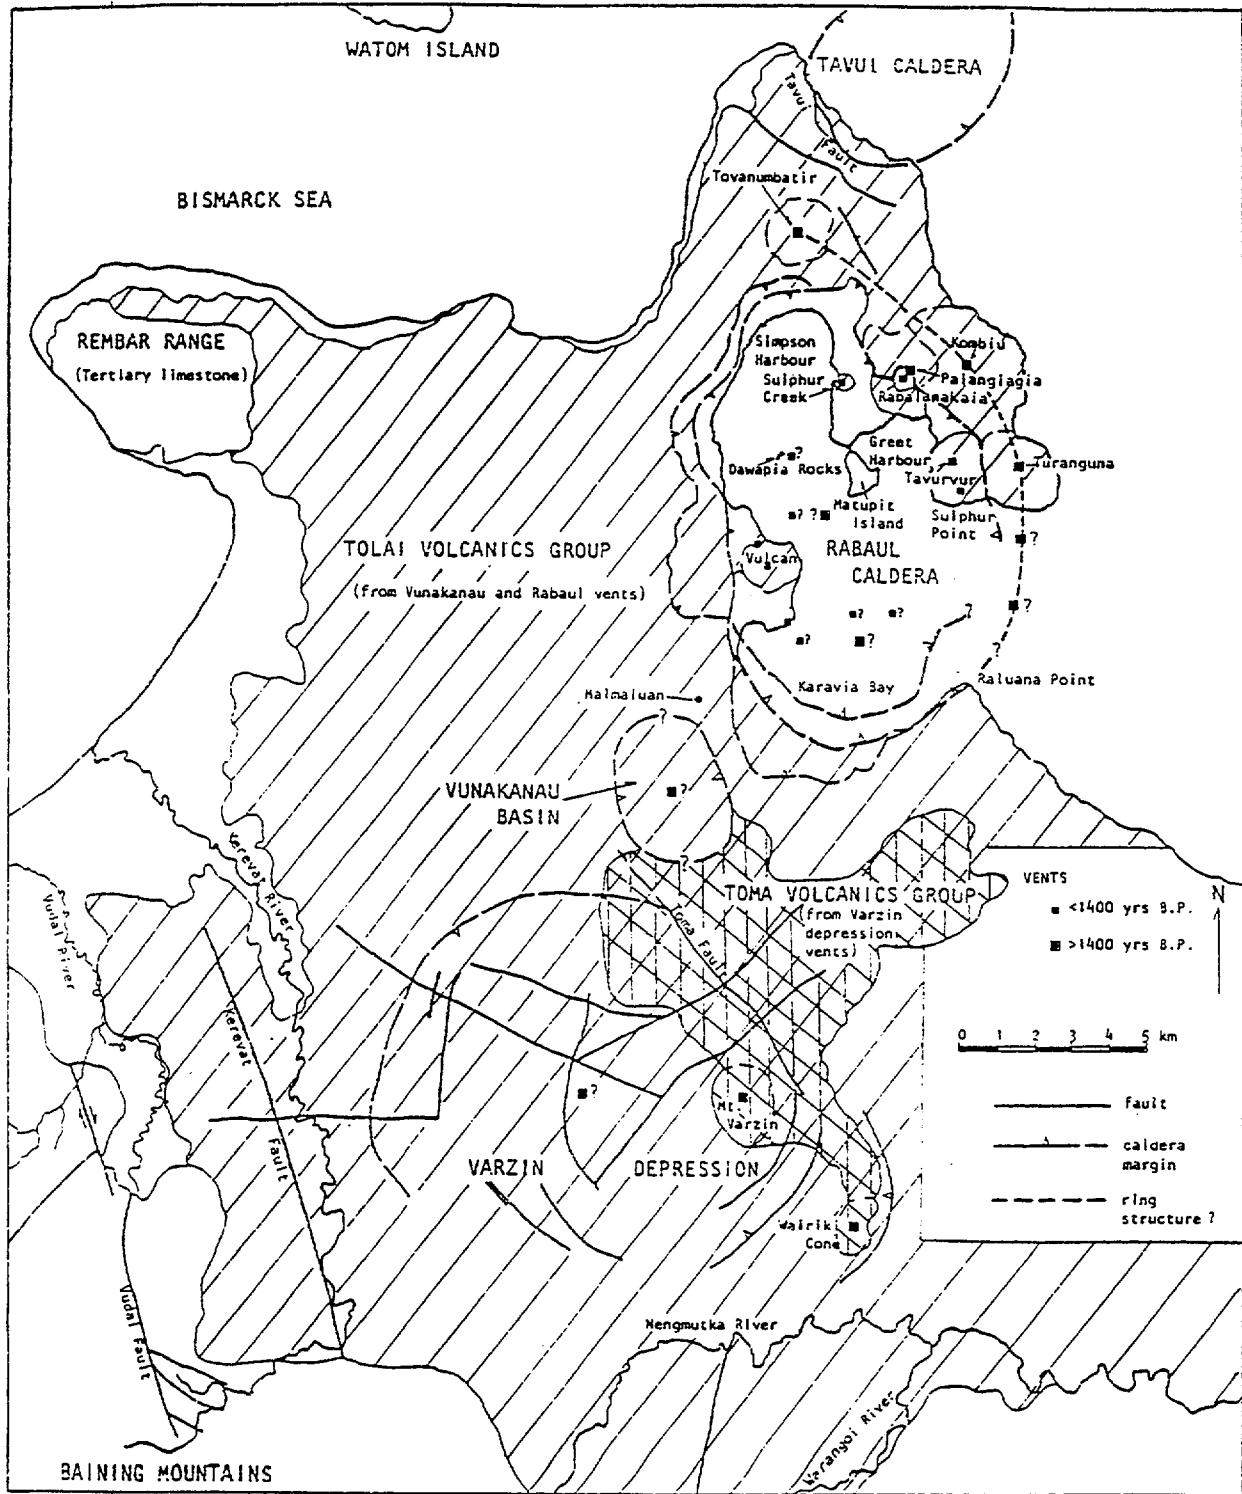 WATOM ISLAND
TAVUI CALDERA
Tavui
Fault
Tovanumbatir
BISMARCK SEA
REMBAR RANGE
(Tertiary limestone)
Simpson
Harbour
Sulphur
Creek
Kombiu
Palangiagia
Rabalanakaia
Greet
Harbour
Tavurvur
Turanguna
?
Dawapia Rocks
Matupit
Island
Sulphur
Point
? ?
?
TOLAI VOLCANICS GROUP
(from Vunakanau and Rabaul vents)
Vulcan
RABAUL
CALDERA
?
? ?
?
? ?
?
Karavia Bay
Raluana Point
Malmaluan
?
VUNAKANAU
BASIN
?
?
Kerevat River
Vudal River
TOMA VOLCANICS GROUP
(from Varzin
depression
vents)
Toma Fault
VENTS
<1400 yrs B.P.
>1400 yrs B.P.
N
0 1 2 3 4 5 km
Kerevat
Fault
?
Mt
Varzin
fault
caldera
margin
ring
structure ?
VARZIN DEPRESSION
Wairik
Cone
Vudal Fault
Nengmutka River
Warangoi River
BAINING MOUNTAINS